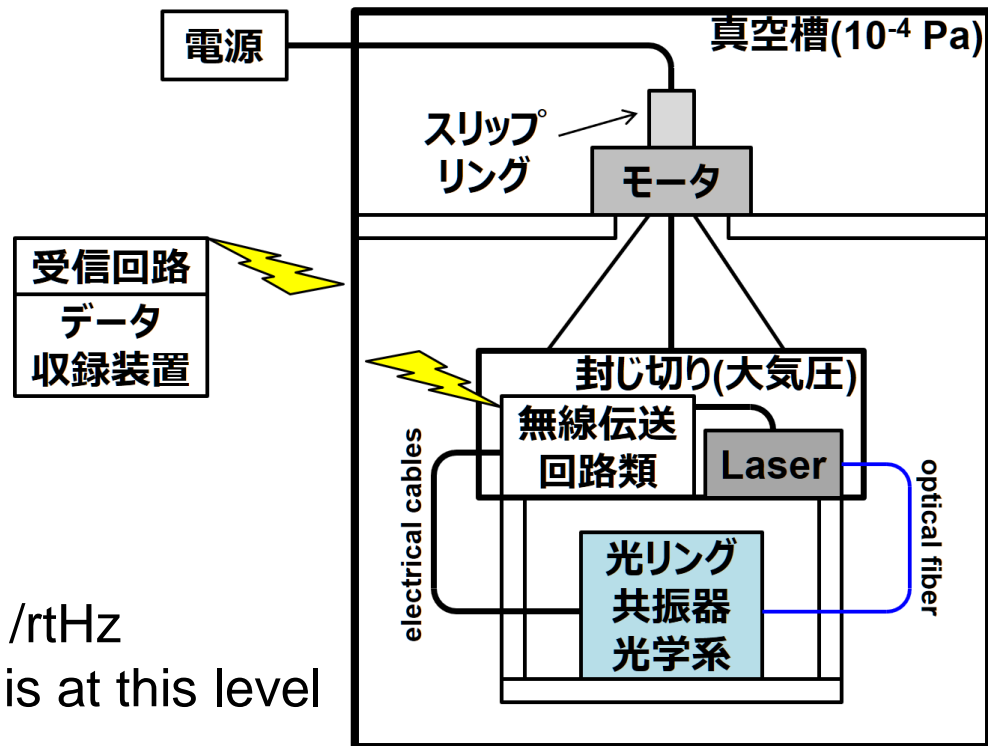 電源
真空槽(10⁻⁴ Pa)
スリップ
リング
モータ
受信回路
データ
収録装置
封じ切り(大気圧)
無線伝送
回路類
Laser
electrical cables
optical fiber
光リング
共振器
光学系
/rtHz
is at this level